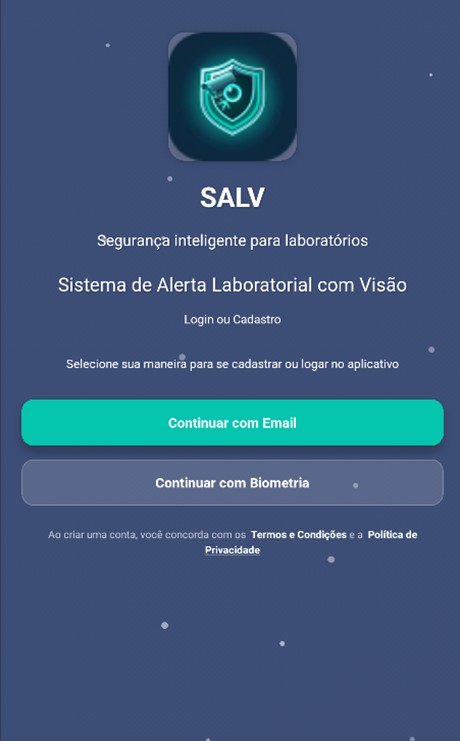 SALV
Segurança inteligente para laboratórios
Sistema de Alerta Laboratorial com Visão
Login ou Cadastro
Selecione sua maneira para se cadastrar ou logar no aplicativo
Continuar com Email
Continuar com Biometria
Ao criar uma conta, você concorda com os Termos e Condições e a Política de
Privacidade